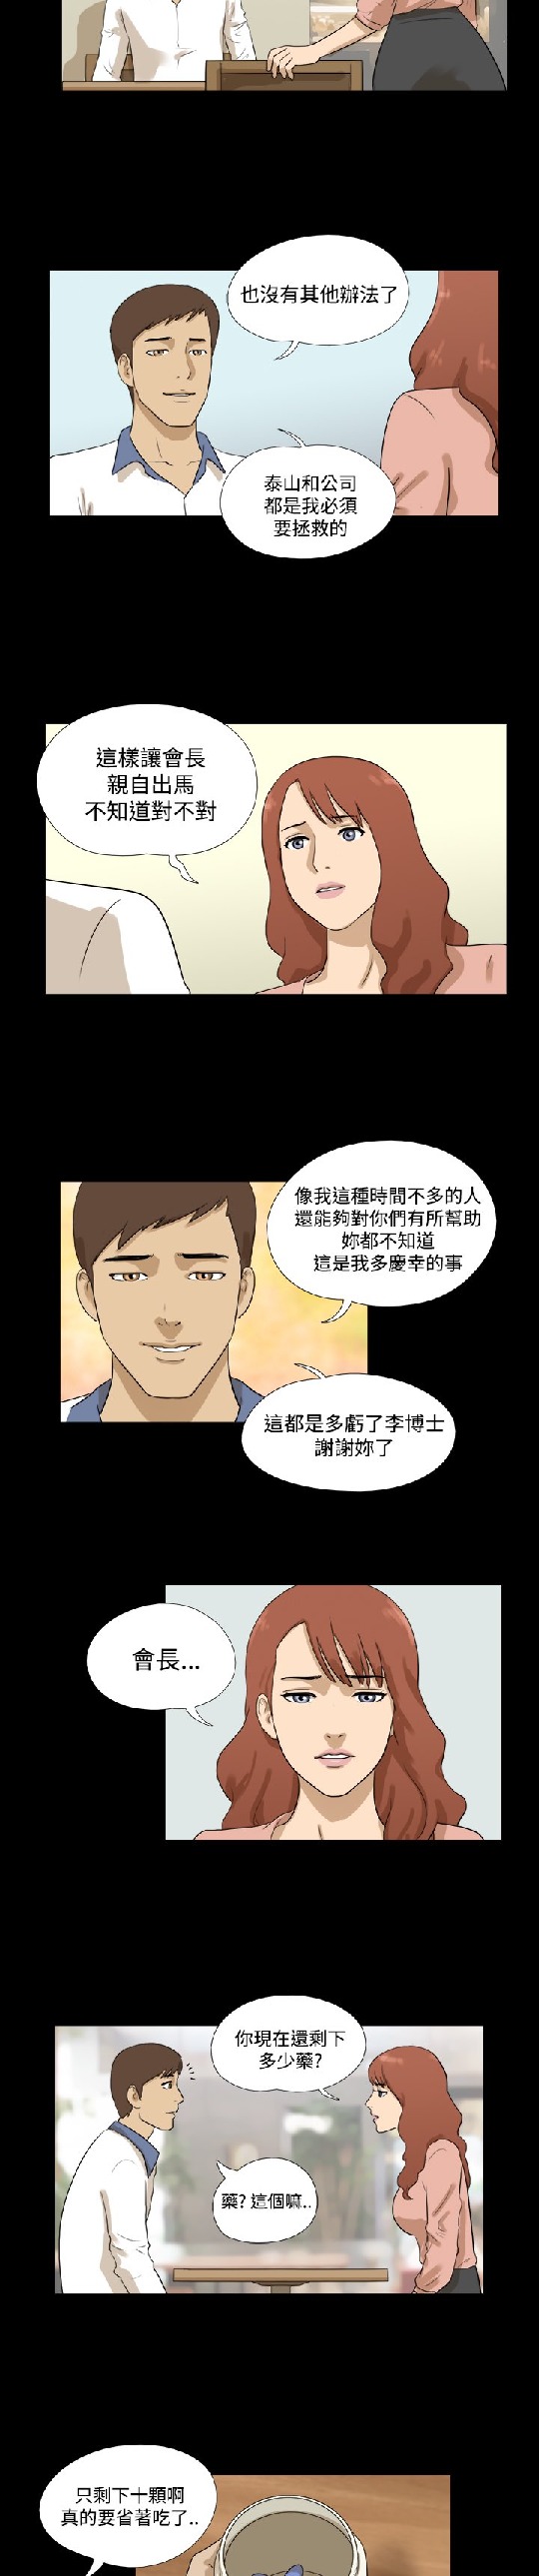 也沒有其他辦法了
泰山和公司
都是我必須
要拯救的
這樣讓會長
親自出馬
不知道對不對
像我這種時間不多的人
還能夠對你們有所幫助
妳都不知道
這是我多慶幸的事
這都是多虧了李博士
謝謝妳了
會長...
你現在還剩下
多少藥?
藥? 這個嘛..
只剩下十顆啊
真的要省著吃了..